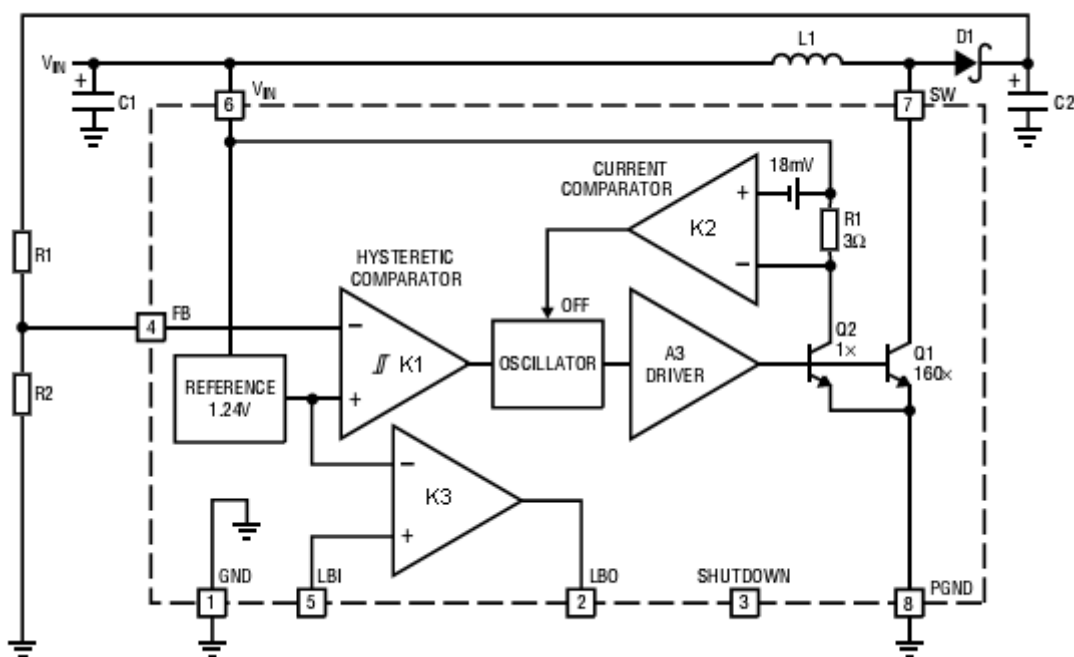 L1
D1
VIN
+
C1
6
VIN
7
SW
+
C2
CURRENT
COMPARATOR
18mV
+
K2
−
R1
3Ω
R1
HYSTERETIC
COMPARATOR
4
FB
OFF
−
K1
+
OSCILLATOR
A3
DRIVER
Q2
1×
Q1
160×
R2
REFERENCE
1.24V
−
K3
+
GND
LBI
LBO
SHUTDOWN
PGND
1
5
2
3
8